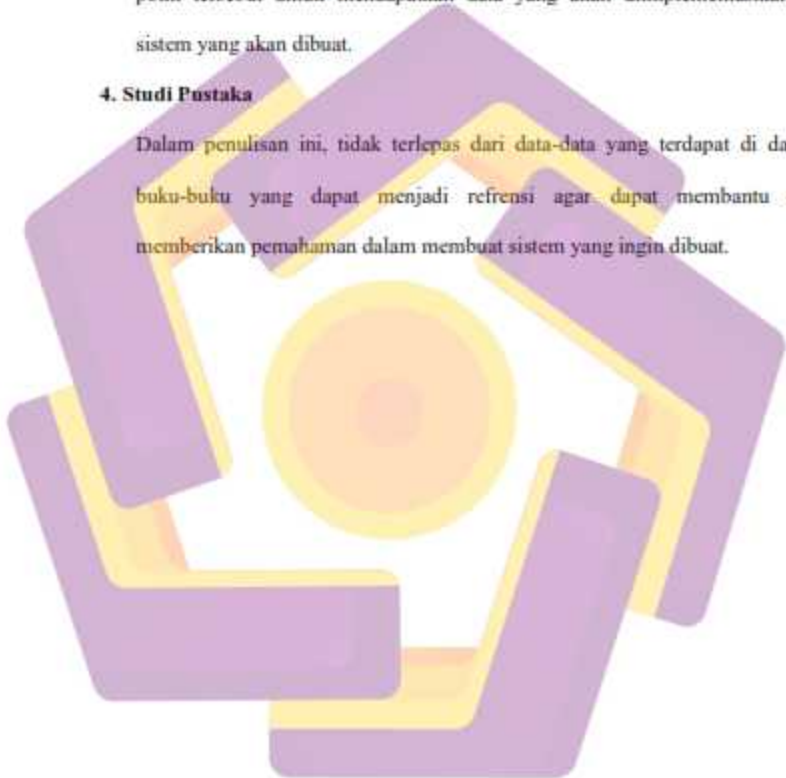 sistem yang akan dibuat.
4. Studi Pustaka
Dalam penulisan ini, tidak terlepas dari data-data yang terdapat di da
buku-buku yang dapat menjadi refrensi agar dapat membantu
memberikan pemahaman dalam membuat sistem yang ingin dibuat.